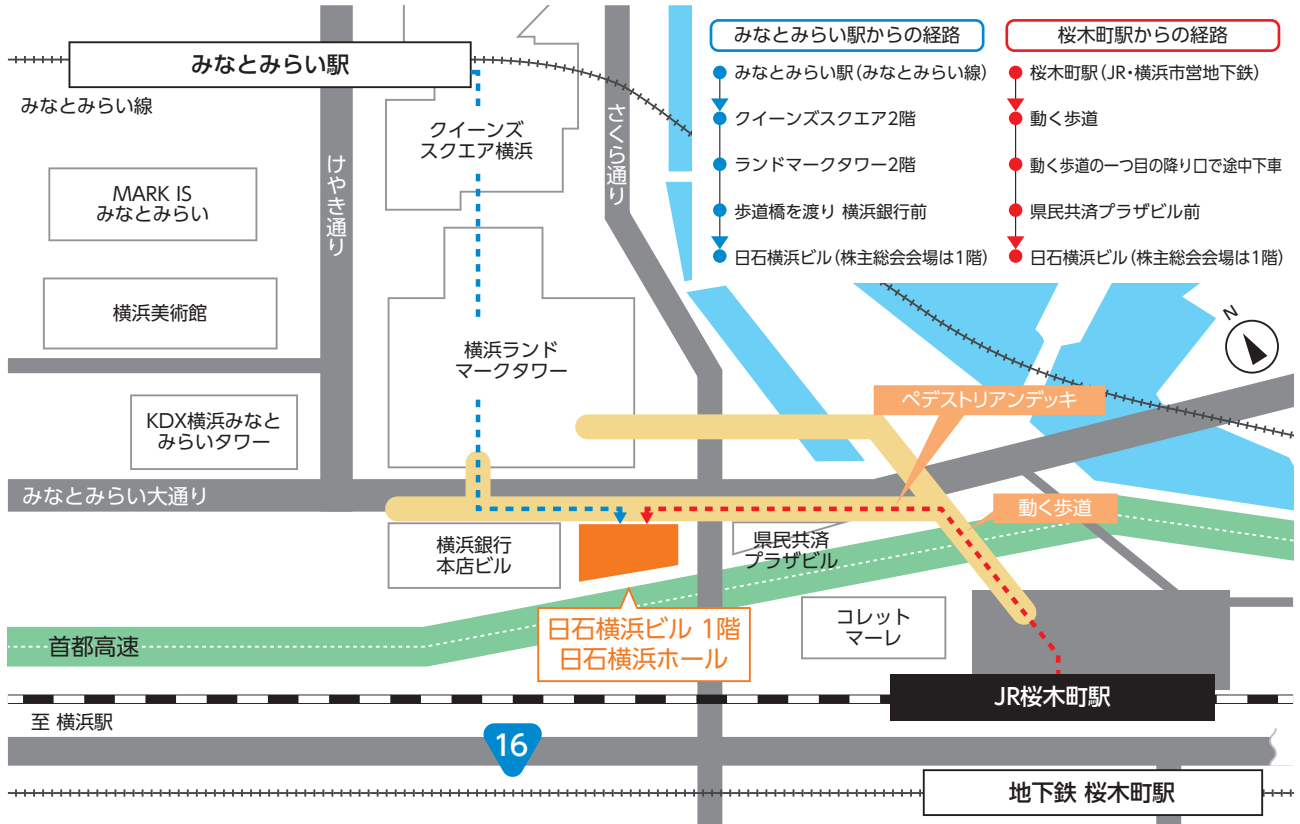 みなとみらい駅からの経路
みなとみらい駅(みなとみらい線)
クイーンズスクエア2階
ランドマークタワー2階
歩道橋を渡り 横浜銀行前
日石横浜ビル(株主総会会場は1階)
桜木町駅からの経路
桜木町駅(JR・横浜市営地下鉄)
動く歩道
動く歩道の一つ目の降り口で途中下車
県民共済プラザビル前
日石横浜ビル(株主総会会場は1階)
みなとみらい駅
みなとみらい線
クイーンズ
スクエア横浜
さくら通り
けやき通り
MARK IS
みなとみらい
横浜美術館
N
横浜ランド
マークタワー
KDX横浜みなと
みらいタワー
ペデストリアンデッキ
みなとみらい大通り
動く歩道
横浜銀行
本店ビル
県民共済
プラザビル
コレット
マーレ
日石横浜ビル 1階
日石横浜ホール
首都高速
JR桜木町駅
至 横浜駅
16
地下鉄 桜木町駅